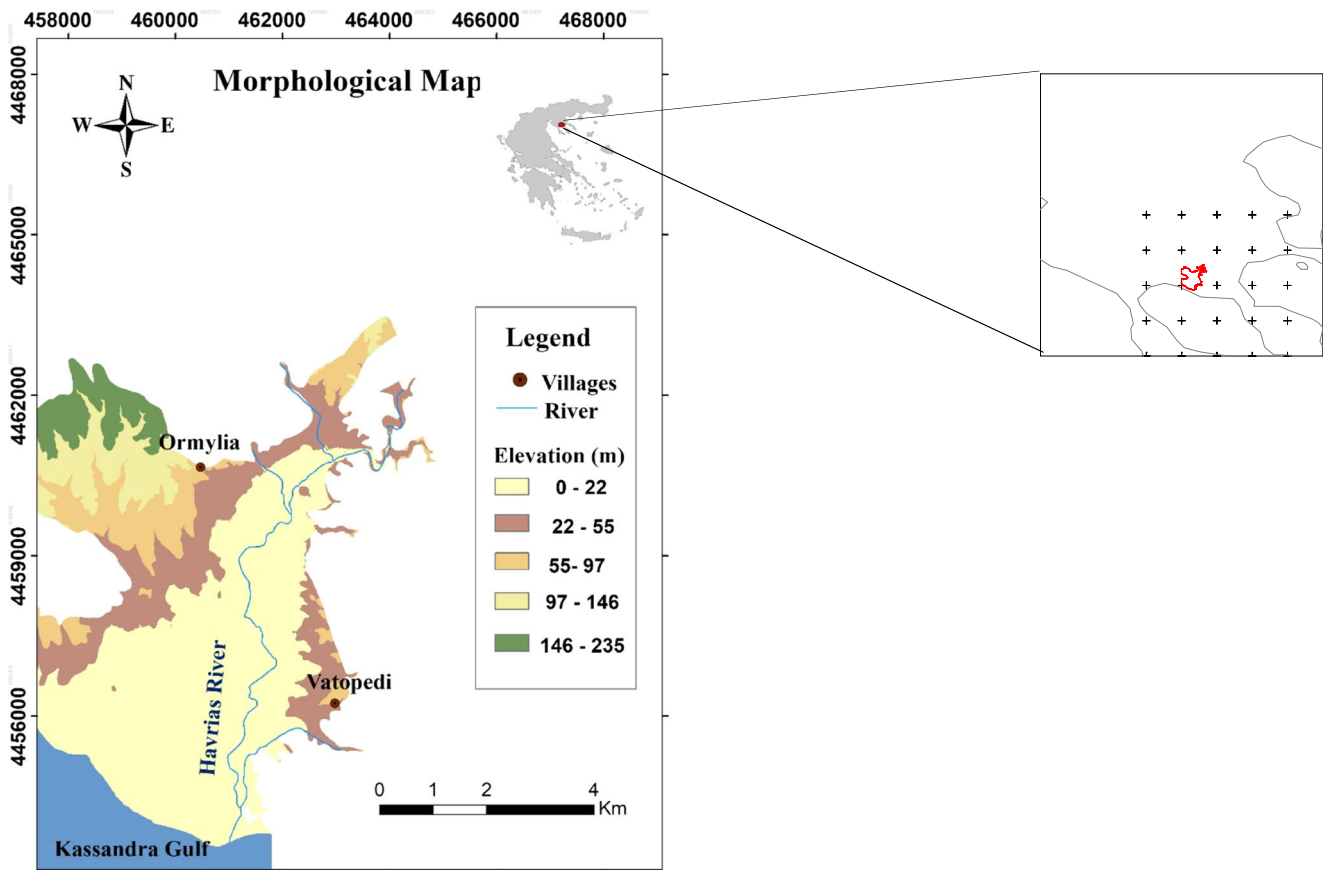 458000 460000 462000 464000 466000 468000
Morphological Map
N
W E
S
4468000
4465000
4462000
4459000
4456000
Legend
Villages
River
Elevation (m)
0 - 22
22 - 55
55- 97
97 - 146
146 - 235
Ormylia
Vatopedi
Havrias River
0 1 2 4
Km
Kassandra Gulf